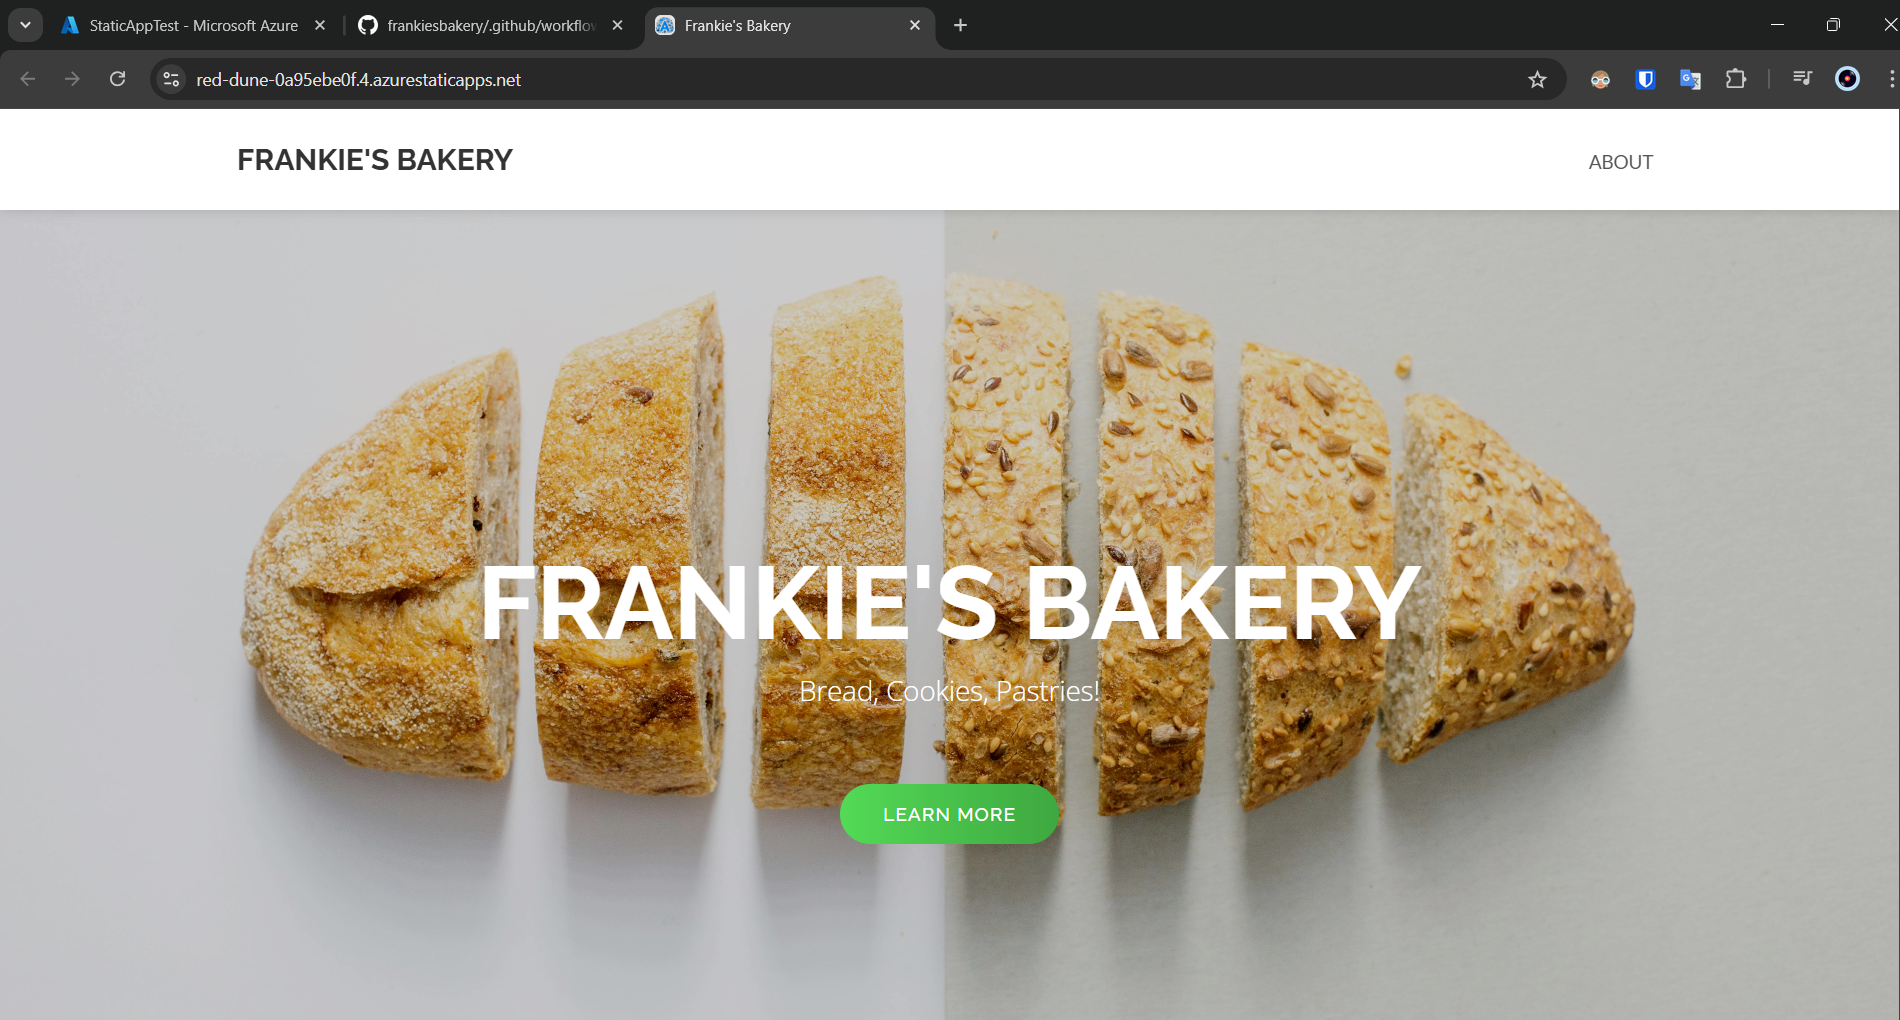 StaticAppTest - Microsoft Azure
frankiesbakery/.github/workflo
Frankie's Bakery
red-dune-0a95ebe0f.4.azurestaticapps.net
FRANKIE'S BAKERY
ABOUT
FRANKIE'S BAKERY
Bread, Cookies, Pastries!
LEARN MORE